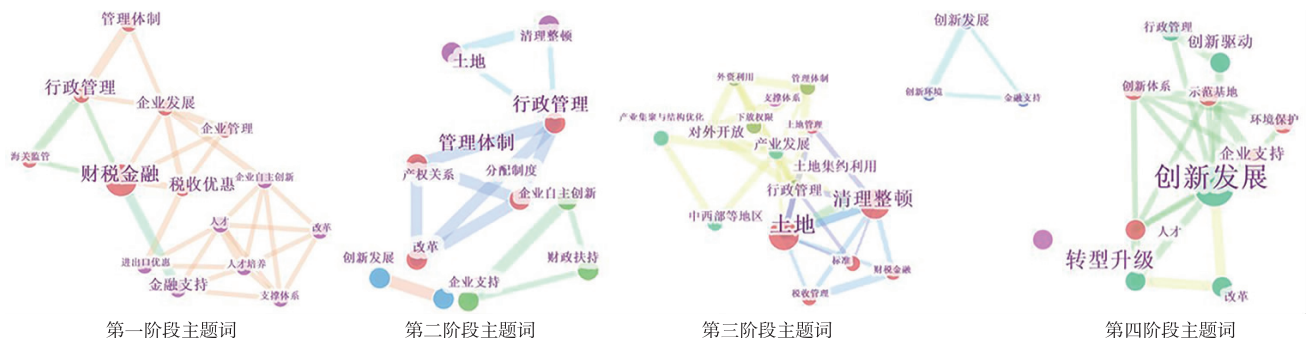 管理体制
行政管理
企业发展
企业管理
海关监管
财税金融
税收优惠
企业自主创新
人才
改革
进出口优惠
人才培养
金融支持
支撑体系
第一阶段主题词
清理整顿
土地
行政管理
管理体制
产权关系
分配制度
企业自主创新
改革
创新发展
财政扶持
企业支持
第二阶段主题词
外资利用
管理体制
支撑体系
产业集聚与结构优化
下放权限
对外开放
土地管理
产业发展
土地集约利用
行政管理
清理整顿
中西部等地区
土地
标准
财税金融
税收管理
创新发展
创新环境
金融支持
第三阶段主题词
行政管理
创新驱动
创新体系
示范基地
环境保护
企业支持
创新发展
人才
转型升级
改革
第四阶段主题词